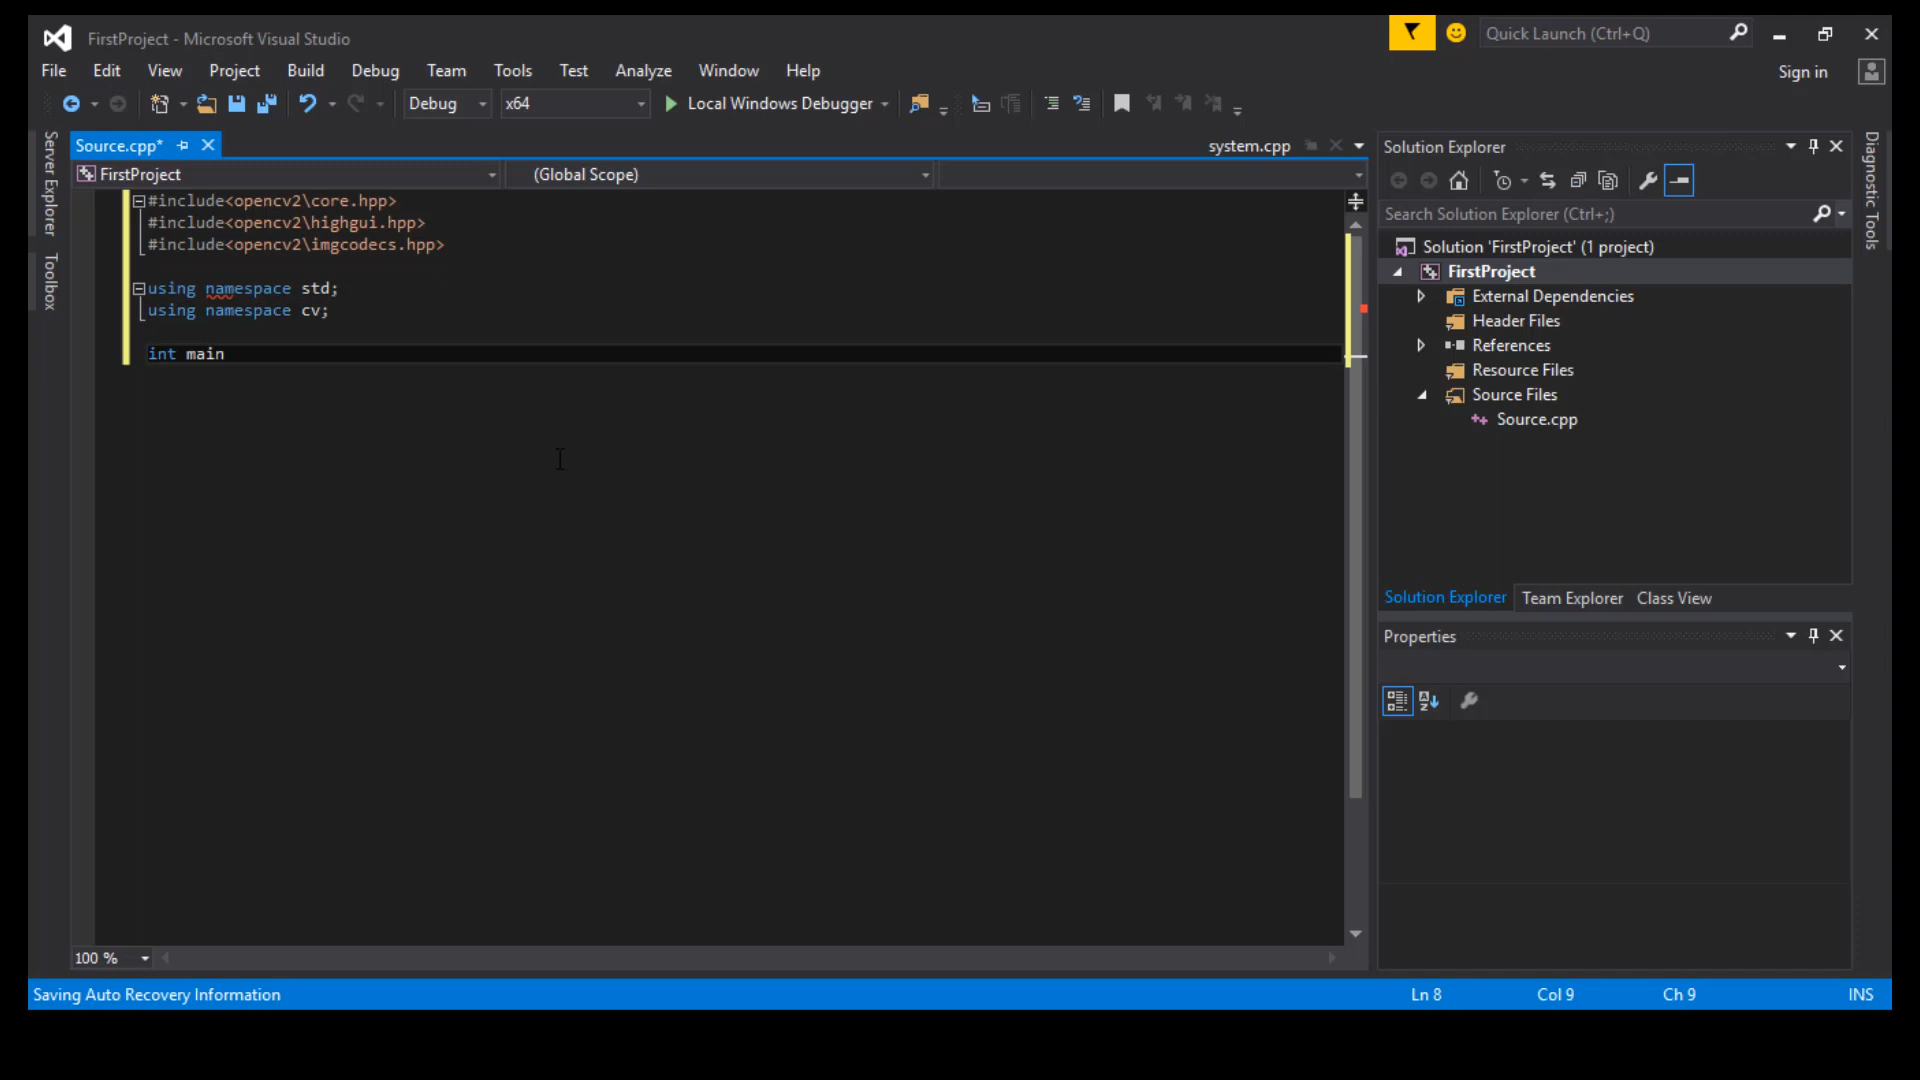 FirstProject - Microsoft Visual Studio
Quick Launch (Ctrl+Q)
File Edit View Project Build Debug Team Tools Test Analyze Window Help
Sign in
Debug x64 Local Windows Debugger
Server Explorer
Toolbox
Source.cpp*
system.cpp
FirstProject (Global Scope)
#include<opencv2\core.hpp>
#include<opencv2\highgui.hpp>
#include<opencv2\imgcodecs.hpp>
using namespace std;
using namespace cv;
int main
100 %
Solution Explorer
Search Solution Explorer (Ctrl+;)
Solution 'FirstProject' (1 project)
FirstProject
External Dependencies
Header Files
References
Resource Files
Source Files
Source.cpp
Solution Explorer Team Explorer Class View
Properties
Diagnostic Tools
Saving Auto Recovery Information
Ln 8 Col 9 Ch 9 INS